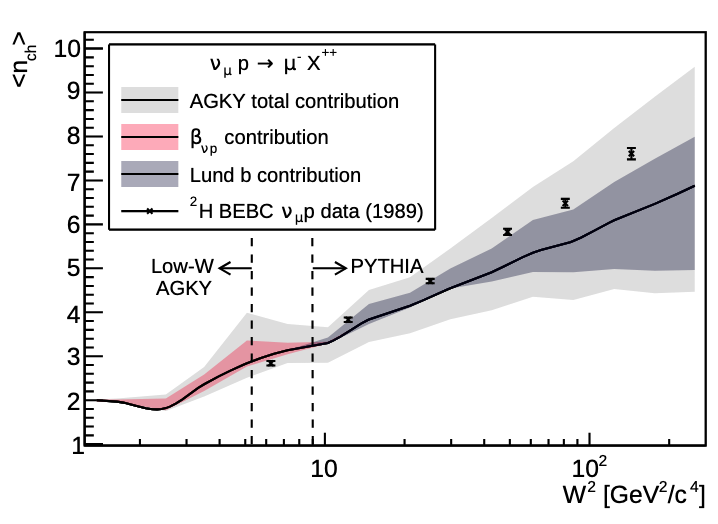 <n_ch>
10
9
8
7
6
5
4
3
2
1
ν_μ p → μ^- X^++
AGKY total contribution
β_νp contribution
Lund b contribution
^2H BEBC ν_μp data (1989)
Low-W
AGKY
PYTHIA
10
10^2
W^2 [GeV^2/c^4]